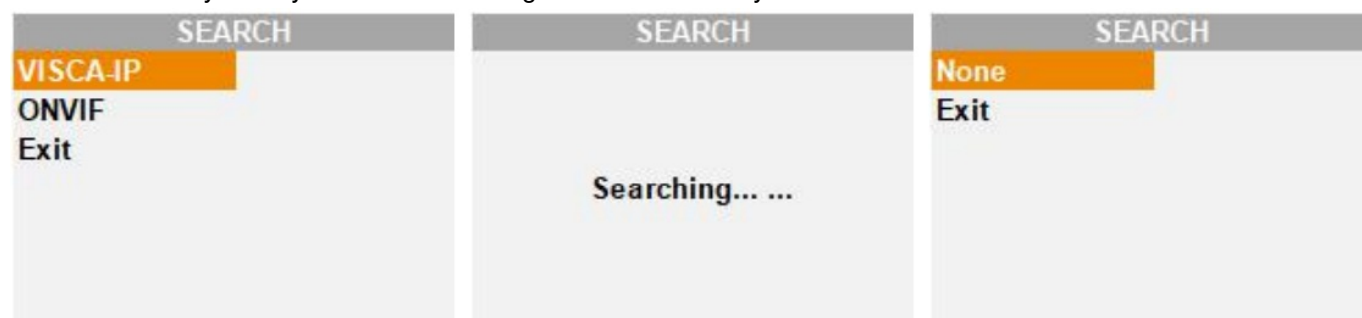 SEARCH
VISCA-IP
ONVIF
Exit
SEARCH
Searching... ...
SEARCH
None
Exit